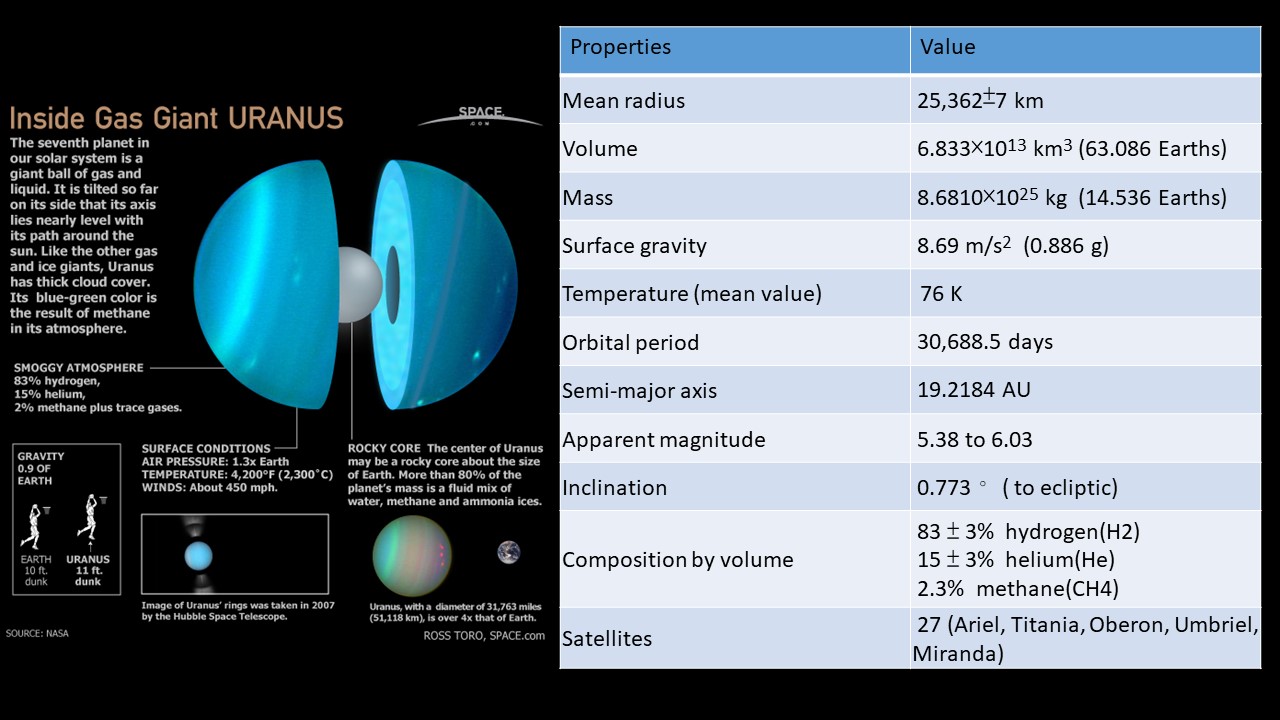 Inside Gas Giant URANUS
SPACE
.COM
The seventh planet in
our solar system is a
giant ball of gas and
liquid. It is tilted so far
on its side that its axis
lies nearly level with
its path around the
sun. Like the other gas
and ice giants, Uranus
has thick cloud cover.
Its blue-green color is
the result of methane
in its atmosphere.
SMOGGY ATMOSPHERE
83% hydrogen,
15% helium,
2% methane plus trace gases.
GRAVITY
0.9 OF
EARTH
EARTH
10 ft.
dunk
URANUS
11 ft.
dunk
SURFACE CONDITIONS
AIR PRESSURE: 1.3x Earth
TEMPERATURE: 4,200°F (2,300°C)
WINDS: About 450 mph.
ROCKY CORE The center of Uranus
may be a rocky core about the size
of Earth. More than 80% of the
planet's mass is a fluid mix of
water, methane and ammonia ices.
Image of Uranus' rings was taken in 2007
by the Hubble Space Telescope.
Uranus, with a diameter of 31,763 miles
(51,118 km), is over 4x that of Earth.
SOURCE: NASA
ROSS TORO, SPACE.com
Properties Value
Mean radius 25,362±7 km
Volume 6.833×10¹³ km³ (63.086 Earths)
Mass 8.6810×10²⁵ kg (14.536 Earths)
Surface gravity 8.69 m/s² (0.886 g)
Temperature (mean value) 76 K
Orbital period 30,688.5 days
Semi-major axis 19.2184 AU
Apparent magnitude 5.38 to 6.03
Inclination 0.773 ° ( to ecliptic)
Composition by volume
83 ± 3% hydrogen(H2)
15 ± 3% helium(He)
2.3% methane(CH4)
Satellites
27 (Ariel, Titania, Oberon, Umbriel,
Miranda)